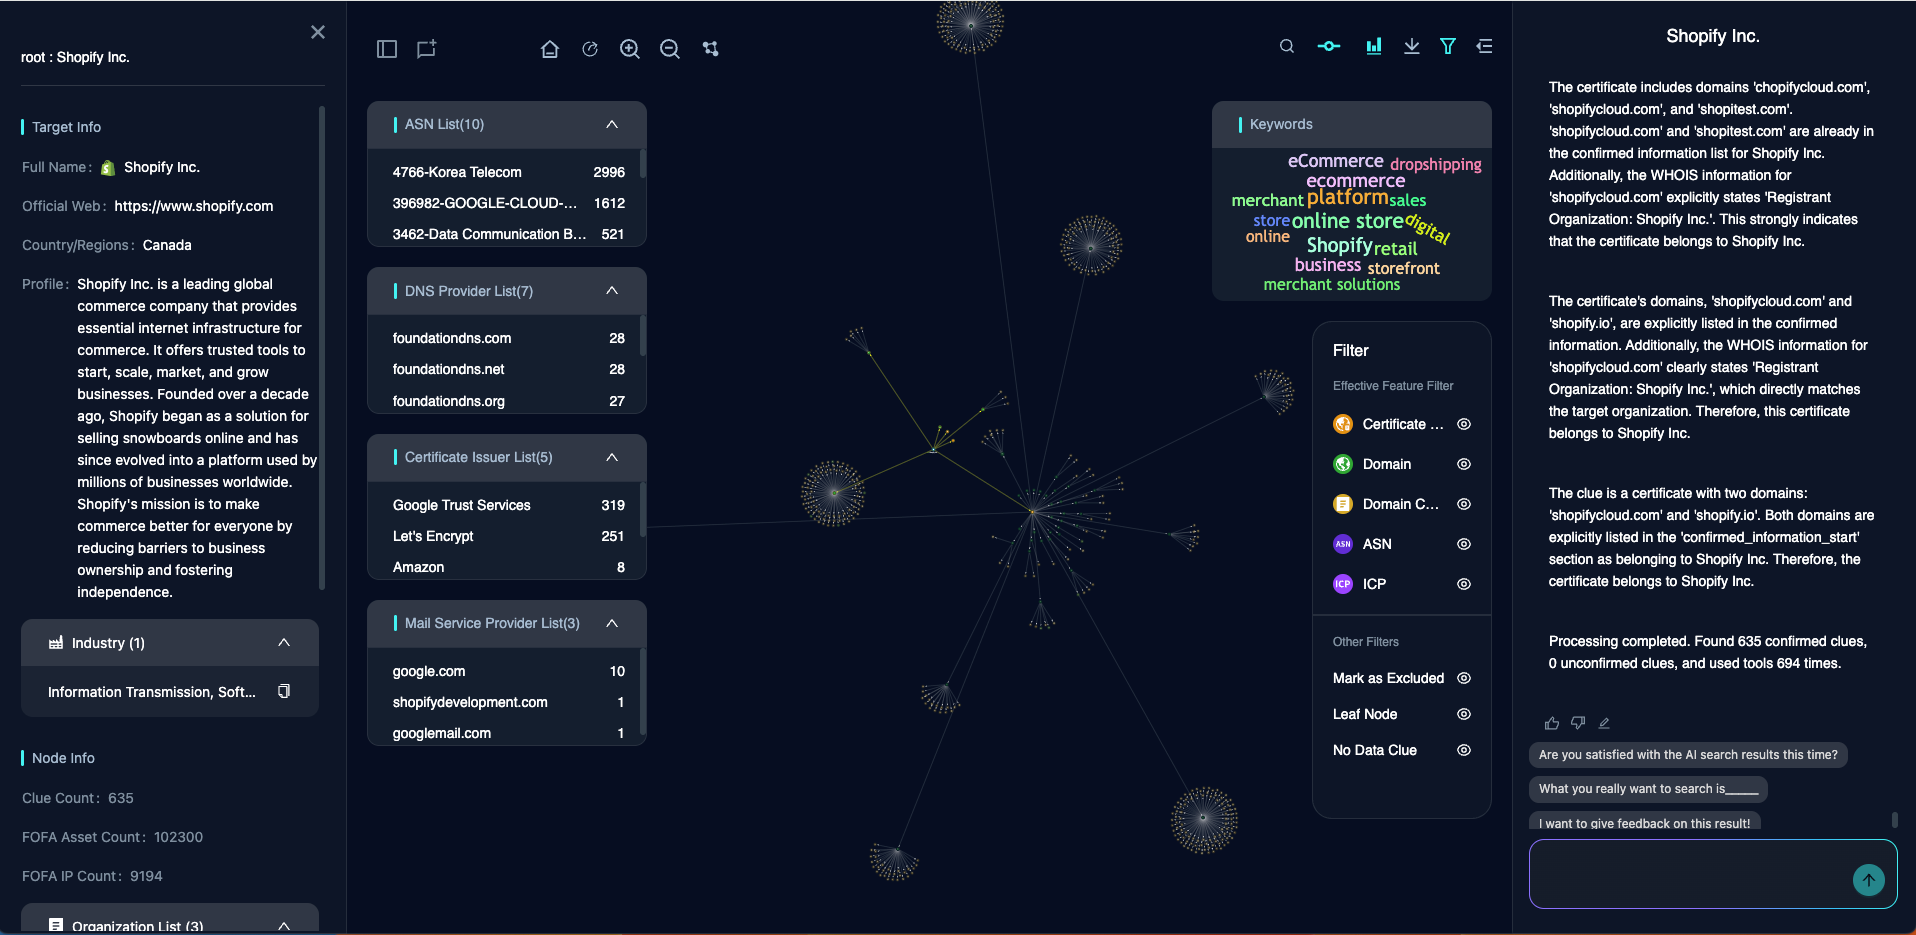 root : Shopify Inc.
Target Info
Full Name : Shopify Inc.
Official Web : https://www.shopify.com
Country/Regions : Canada
Profile : Shopify Inc. is a leading global
commerce company that provides
essential internet infrastructure for
commerce. It offers trusted tools to
start, scale, market, and grow
businesses. Founded over a decade
ago, Shopify began as a solution for
selling snowboards online and has
since evolved into a platform used by
millions of businesses worldwide.
Shopify's mission is to make
commerce better for everyone by
reducing barriers to business
ownership and fostering
independence.
Industry (1)
Information Transmission, Soft...
Node Info
Clue Count : 635
FOFA Asset Count : 102300
FOFA IP Count : 9194
Organization List (3)
ASN List(10)
4766-Korea Telecom 2996
396982-GOOGLE-CLOUD-... 1612
3462-Data Communication B... 521
DNS Provider List(7)
foundationdns.com 28
foundationdns.net 28
foundationdns.org 27
Certificate Issuer List(5)
Google Trust Services 319
Let's Encrypt 251
Amazon 8
Mail Service Provider List(3)
google.com 10
shopifydevelopment.com 1
googlemail.com 1
Keywords
eCommerce dropshipping
ecommerce
merchant platform sales
store online store digital
online Shopify retail
business storefront
merchant solutions
Filter
Effective Feature Filter
Certificate ...
Domain
Domain C...
ASN ASN
ICP ICP
Other Filters
Mark as Excluded
Leaf Node
No Data Clue
Shopify Inc.
The certificate includes domains 'chopifycloud.com',
'shopifycloud.com', and 'shopitest.com'.
'shopifycloud.com' and 'shopitest.com' are already in
the confirmed information list for Shopify Inc.
Additionally, the WHOIS information for
'shopifycloud.com' explicitly states 'Registrant
Organization: Shopify Inc.'. This strongly indicates
that the certificate belongs to Shopify Inc.
The certificate's domains, 'shopifycloud.com' and
'shopify.io', are explicitly listed in the confirmed
information. Additionally, the WHOIS information for
'shopifycloud.com' clearly states 'Registrant
Organization: Shopify Inc.', which directly matches
the target organization. Therefore, this certificate
belongs to Shopify Inc.
The clue is a certificate with two domains:
'shopifycloud.com' and 'shopify.io'. Both domains are
explicitly listed in the 'confirmed_information_start'
section as belonging to Shopify Inc. Therefore, the
certificate belongs to Shopify Inc.
Processing completed. Found 635 confirmed clues,
0 unconfirmed clues, and used tools 694 times.
Are you satisfied with the AI search results this time?
What you really want to search is_____
I want to give feedback on this result!